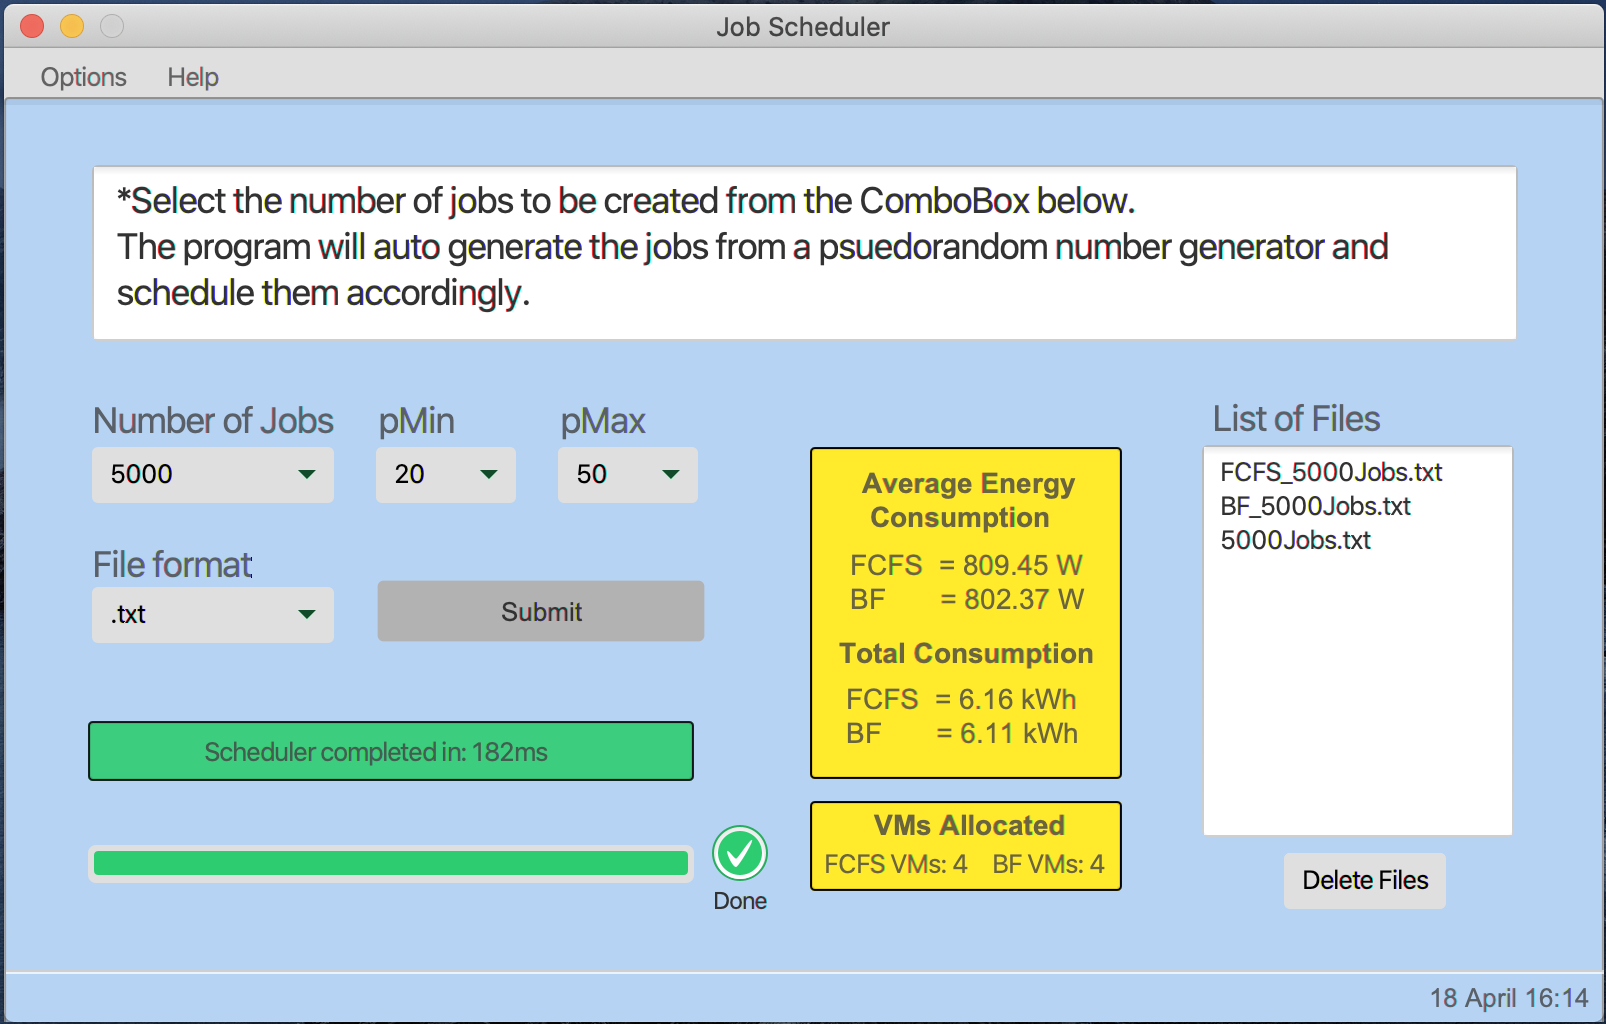 Job Scheduler
Options Help
*Select the number of jobs to be created from the ComboBox below.
The program will auto generate the jobs from a psuedorandom number generator and
schedule them accordingly.
Number of Jobs pMin pMax
5000 20 50
File format:
.txt
Submit
Scheduler completed in: 182ms
Done
Average Energy
Consumption
FCFS = 809.45 W
BF = 802.37 W
Total Consumption
FCFS = 6.16 kWh
BF = 6.11 kWh
VMs Allocated
FCFS VMs: 4 BF VMs: 4
List of Files
FCFS_5000Jobs.txt
BF_5000Jobs.txt
5000Jobs.txt
Delete Files
18 April 16:14